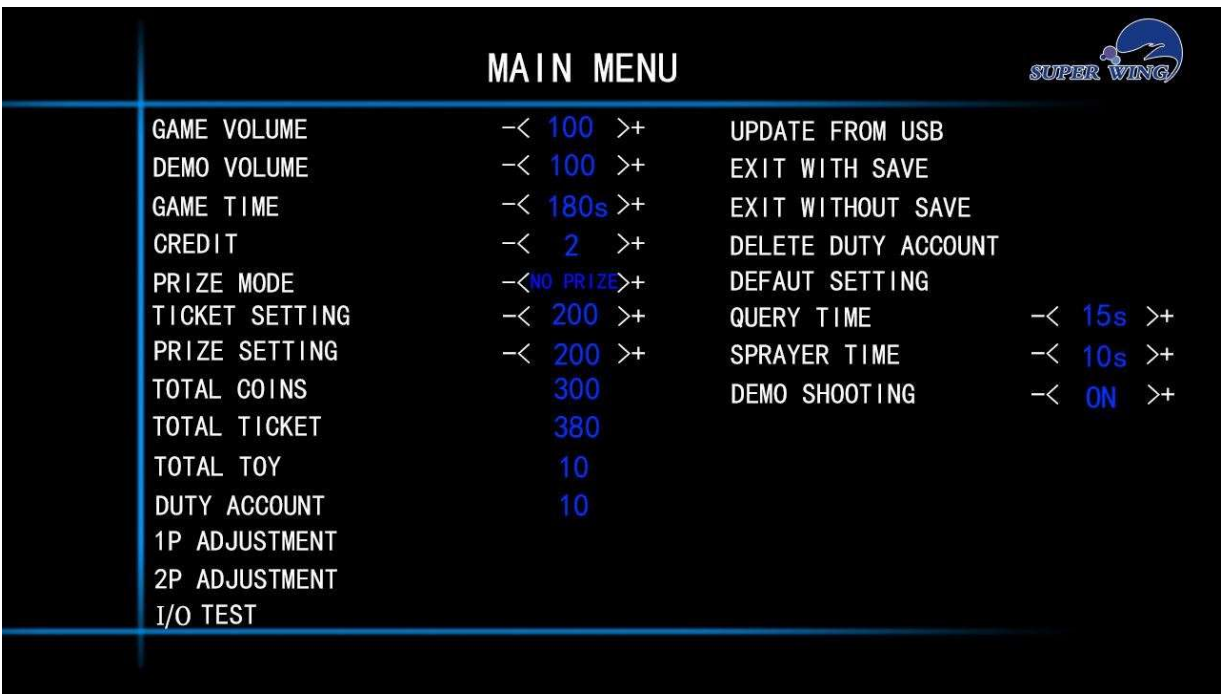 MAIN MENU
SUPER WING
GAME VOLUME -< 100 >+
DEMO VOLUME -< 100 >+
GAME TIME -< 180s >+
CREDIT -< 2 >+
PRIZE MODE -<NO PRIZE>+
TICKET SETTING -< 200 >+
PRIZE SETTING -< 200 >+
TOTAL COINS 300
TOTAL TICKET 380
TOTAL TOY 10
DUTY ACCOUNT 10
1P ADJUSTMENT
2P ADJUSTMENT
I/O TEST
UPDATE FROM USB
EXIT WITH SAVE
EXIT WITHOUT SAVE
DELETE DUTY ACCOUNT
DEFAUT SETTING
QUERY TIME -< 15s >+
SPRAYER TIME -< 10s >+
DEMO SHOOTING -< ON >+